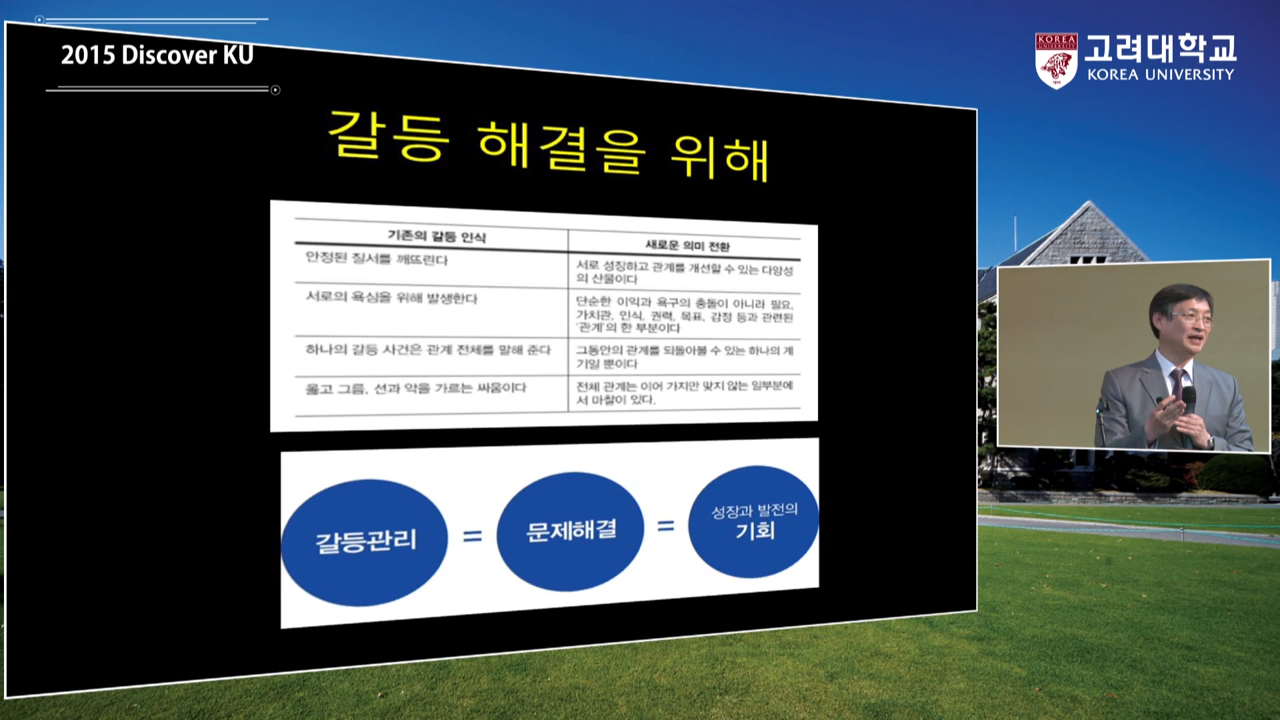 2015 Discover KU
KOREA
UNIVERSITY
고려대학교
KOREA UNIVERSITY
갈등 해결을 위해
기존의 갈등 인식
새로운 의미 전환
안정된 질서를 깨뜨린다
서로 성장하고 관계를 개선할 수 있는 다양성
의 산물이다
서로의 욕심을 위해 발생한다
단순한 이익과 욕구의 충돌이 아니라 필요,
가치관, 인식, 권력, 목표, 감정 등과 관련된
'관계'의 한 부분이다
하나의 갈등 사건은 관계 전체를 말해 준다
그동안의 관계를 되돌아볼 수 있는 하나의 계
기일 뿐이다
옳고 그름, 선과 악을 가르는 싸움이다
전체 관계는 이어 가지만 맞지 않는 일부분에
서 마찰이 있다.
갈등관리 = 문제해결 = 성장과 발전의
기회